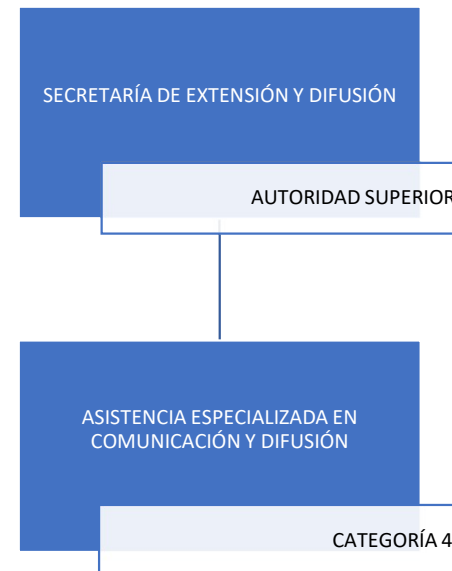 SECRETARÍA DE EXTENSIÓN Y DIFUSIÓN
AUTORIDAD SUPERIOR
ASISTENCIA ESPECIALIZADA EN
COMUNICACIÓN Y DIFUSIÓN
CATEGORÍA 4